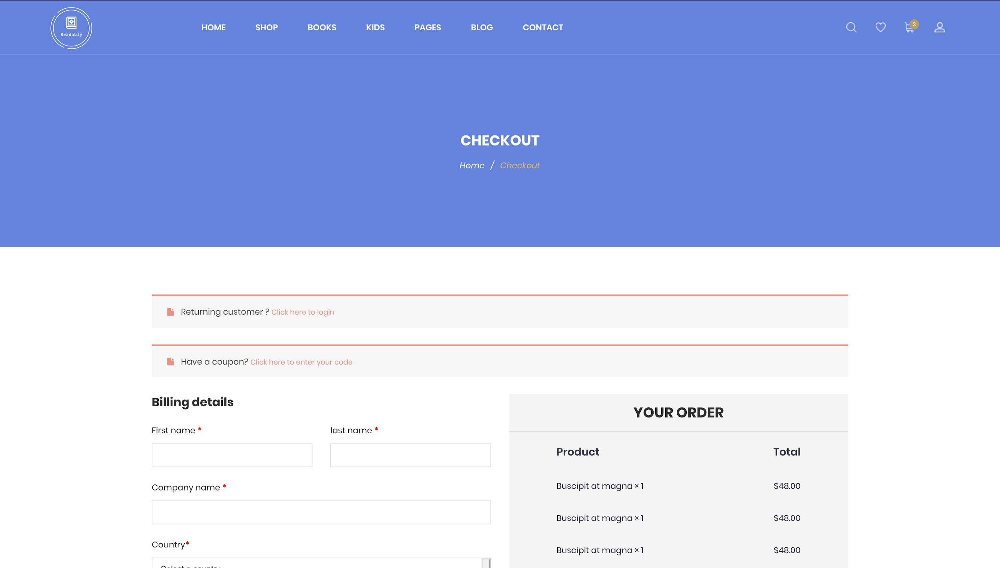 Readably
HOME SHOP BOOKS KIDS PAGES BLOG CONTACT
3
CHECKOUT
Home / Checkout
Returning customer ? Click here to login
Have a coupon? Click here to enter your code
Billing details
First name *
last name *
Company name *
Country*
Select a country
YOUR ORDER
Product Total
Buscipit at magna × 1 $48.00
Buscipit at magna × 1 $48.00
Buscipit at magna × 1 $48.00